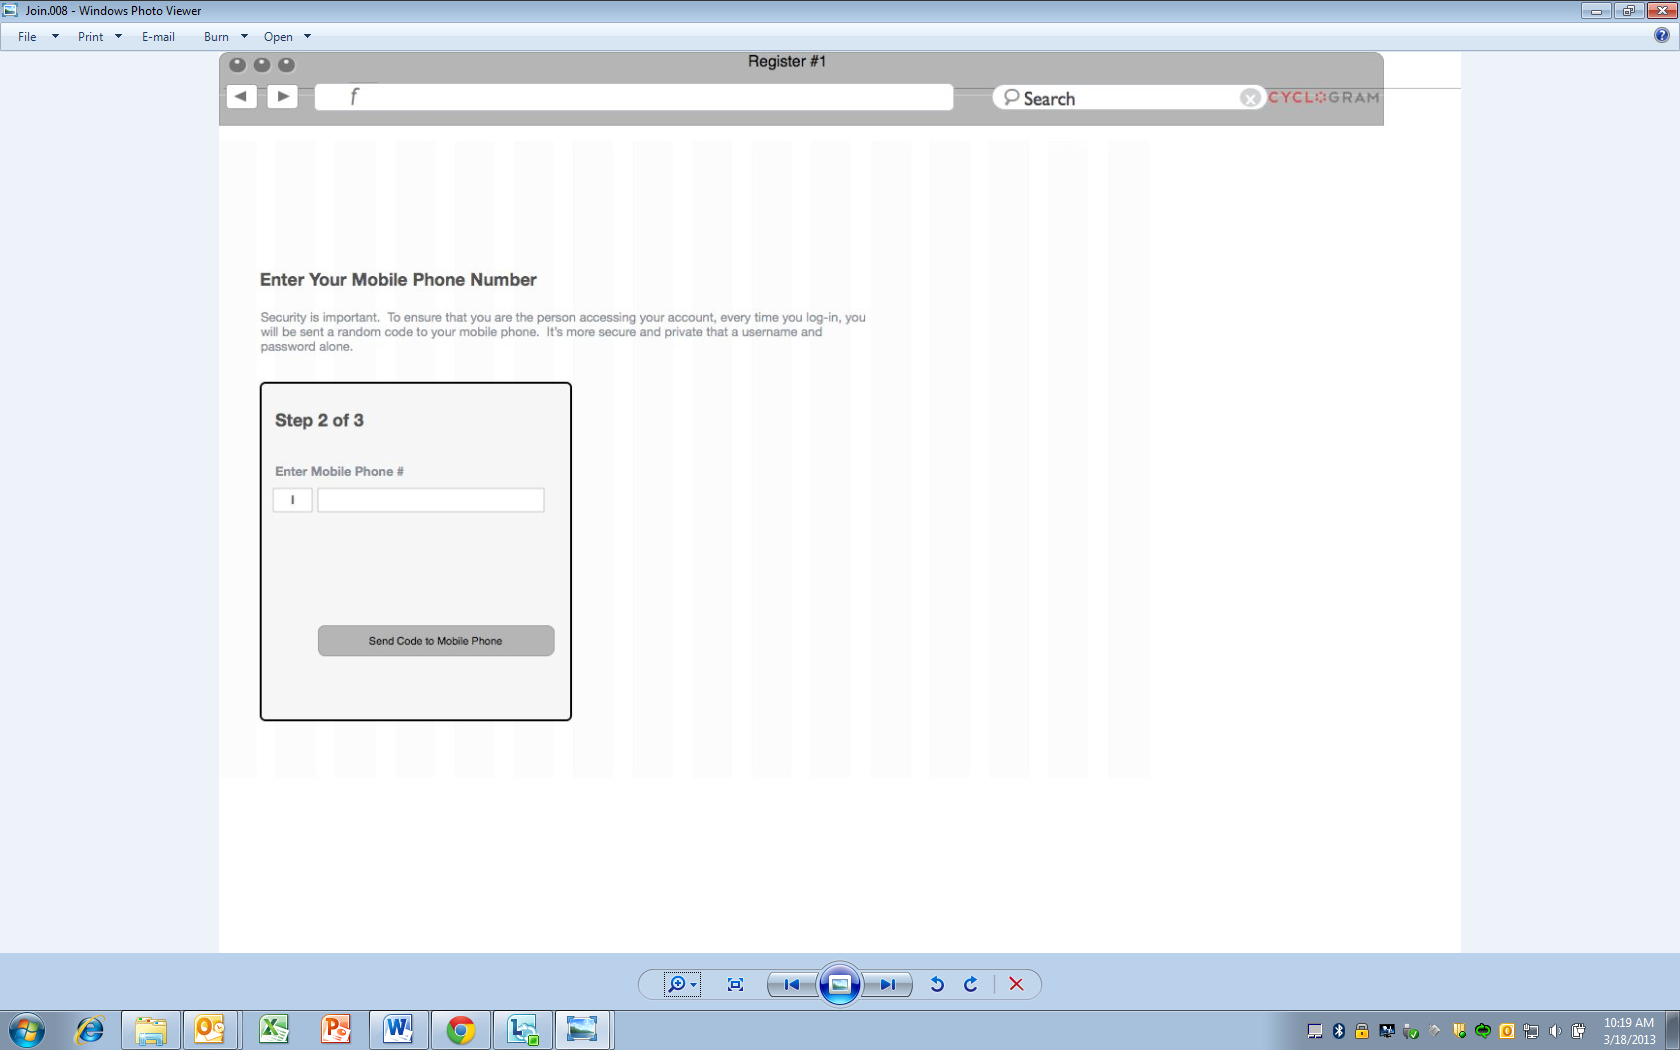 Join.008 - Windows Photo Viewer
File Print E-mail Burn Open
Register #1
f
Search
CYCLOGRAM
Enter Your Mobile Phone Number
Security is important. To ensure that you are the person accessing your account, every time you log-in, you
will be sent a random code to your mobile phone. It's more secure and private that a username and
password alone.
Step 2 of 3
Enter Mobile Phone #
I
Send Code to Mobile Phone
10:19 AM
3/18/2013